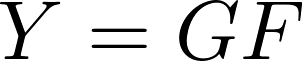 Y = GF